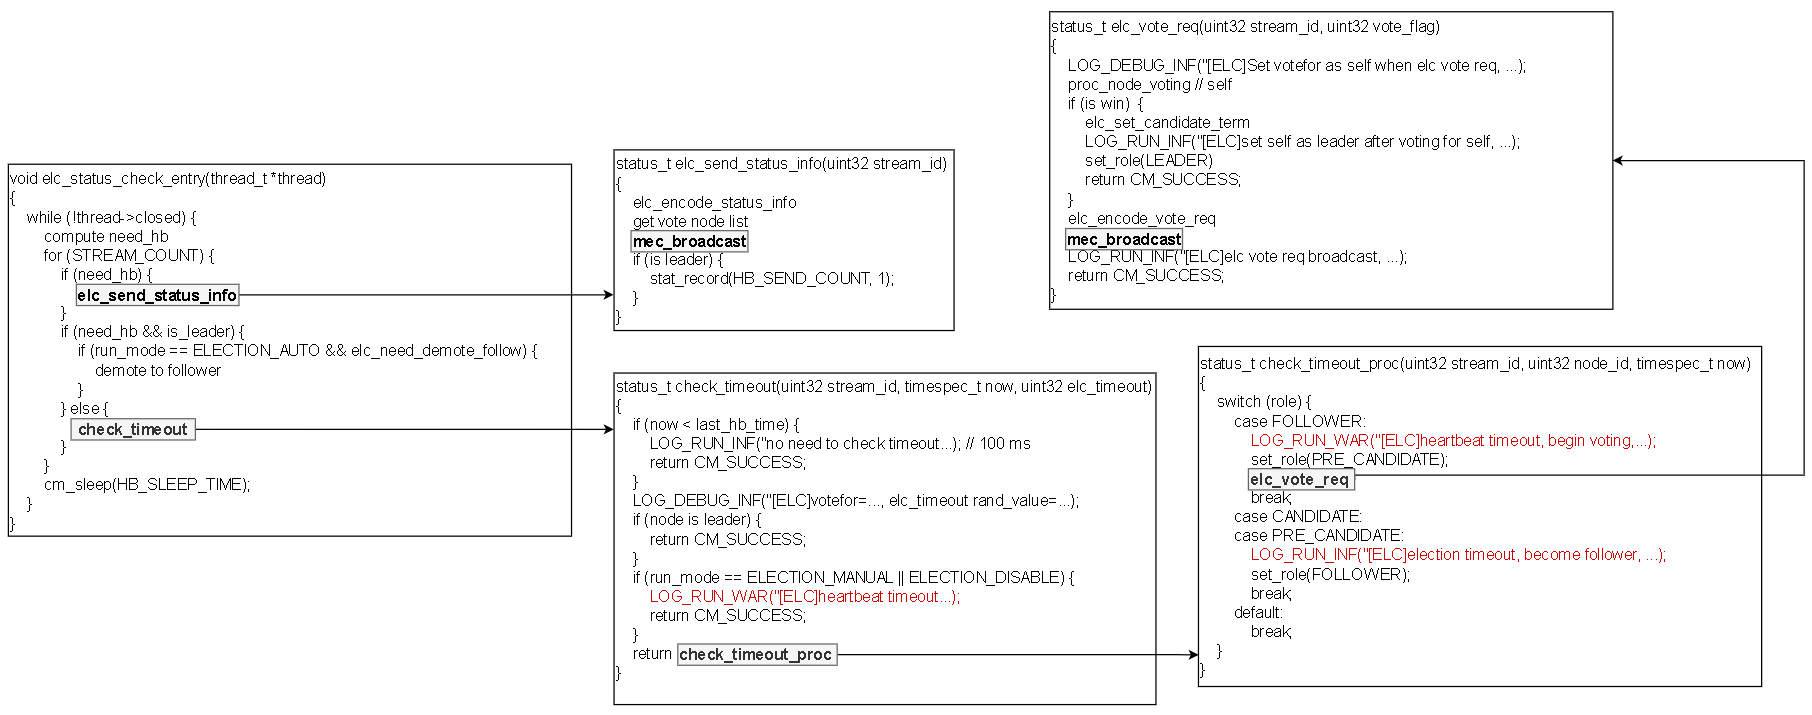 void elc_status_check_entry(thread_t *thread)
{
while (!thread->closed) {
compute need_hb
for (STREAM_COUNT) {
if (need_hb) {
elc_send_status_info
}
if (need_hb && is_leader) {
if (run_mode == ELECTION_AUTO && elc_need_demote_follow) {
demote to follower
}
} else {
check_timeout
}
}
cm_sleep(HB_SLEEP_TIME);
}
}
status_t elc_send_status_info(uint32 stream_id)
{
elc_encode_status_info
get vote node list
mec_broadcast
if (is leader) {
stat_record(HB_SEND_COUNT, 1);
}
}
status_t check_timeout(uint32 stream_id, timespec_t now, uint32 elc_timeout)
{
if (now < last_hb_time) {
LOG_RUN_INF("no need to check timeout...); // 100 ms
return CM_SUCCESS;
}
LOG_DEBUG_INF("[ELC]votefor=..., elc_timeout rand_value=...);
if (node is leader) {
return CM_SUCCESS;
}
if (run_mode == ELECTION_MANUAL || ELECTION_DISABLE) {
LOG_RUN_WAR("[ELC]heartbeat timeout...);
return CM_SUCCESS;
}
return check_timeout_proc
}
status_t elc_vote_req(uint32 stream_id, uint32 vote_flag)
{
LOG_DEBUG_INF("[ELC]Set votefor as self when elc vote req, ...);
proc_node_voting // self
if (is win) {
elc_set_candidate_term
LOG_RUN_INF("[ELC]set self as leader after voting for self, ...);
set_role(LEADER)
return CM_SUCCESS;
}
elc_encode_vote_req
mec_broadcast
LOG_RUN_INF("[ELC]elc vote req broadcast, ...);
return CM_SUCCESS;
}
status_t check_timeout_proc(uint32 stream_id, uint32 node_id, timespec_t now)
{
switch (role) {
case FOLLOWER:
LOG_RUN_WAR("[ELC]heartbeat timeout, begin voting,...);
set_role(PRE_CANDIDATE);
elc_vote_req
break;
case CANDIDATE:
case PRE_CANDIDATE:
LOG_RUN_INF("[ELC]election timeout, become follower, ...);
set_role(FOLLOWER);
break;
default:
break;
}
}